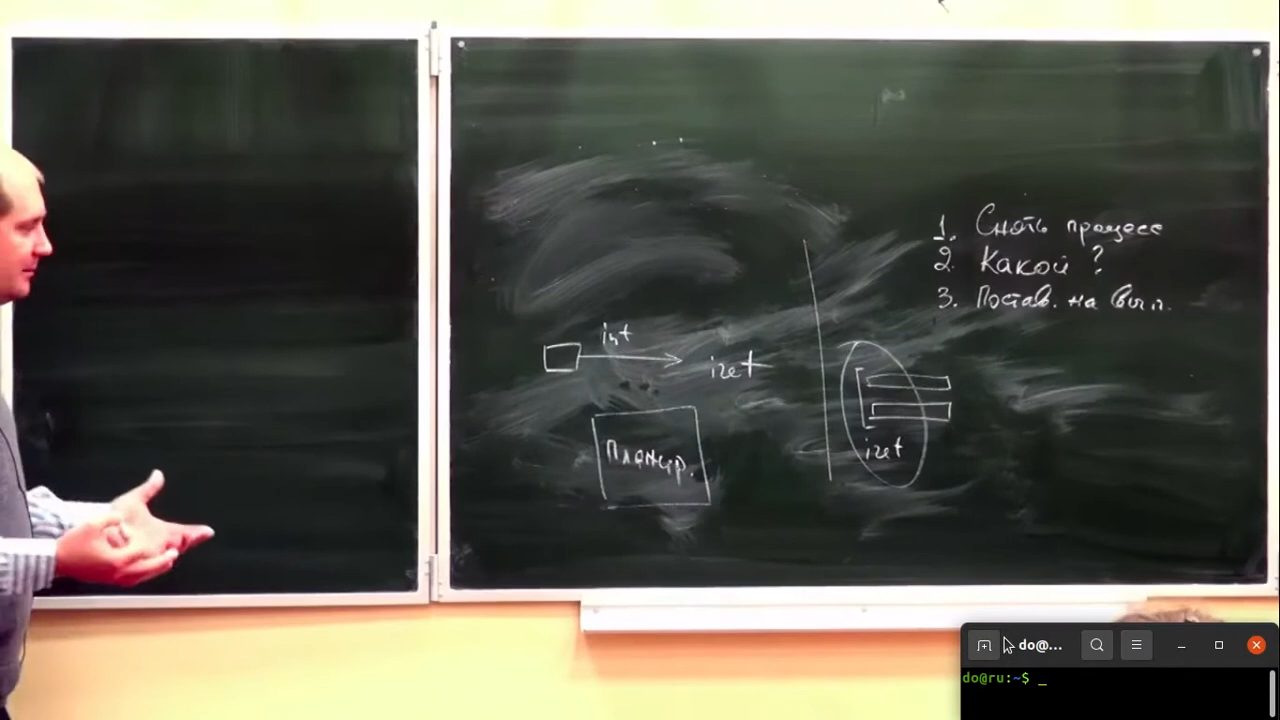 1. Снять процесс
2. Какой?
3. Постав. на вып.
int
iret
Планир.
iret
do@...
do@ru:~$ _